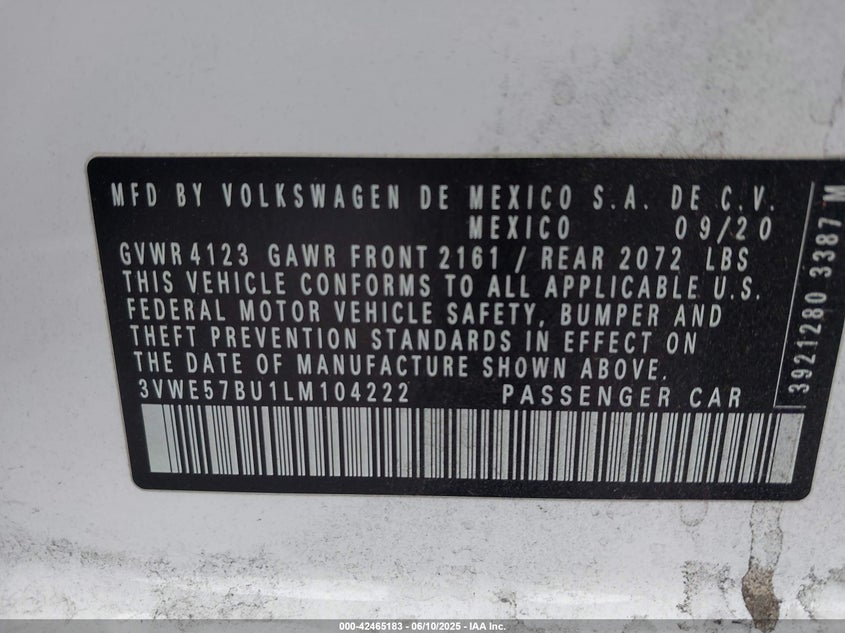 MFD BY VOLKSWAGEN DE MEXICO S.A. DE C.V.
MEXICO 09/20
GVWR 4123 GAWR FRONT 2161 / REAR 2072 LBS
THIS VEHICLE CONFORMS TO ALL APPLICABLE U.S.
FEDERAL MOTOR VEHICLE SAFETY, BUMPER AND
THEFT PREVENTION STANDARDS IN EFFECT ON
THE DATE OF MANUFACTURE SHOWN ABOVE.
3VWE57BU1LM104222 PASSENGER CAR
3921280 3387 M
000-42465183 - 06/10/2025 - IAA Inc.